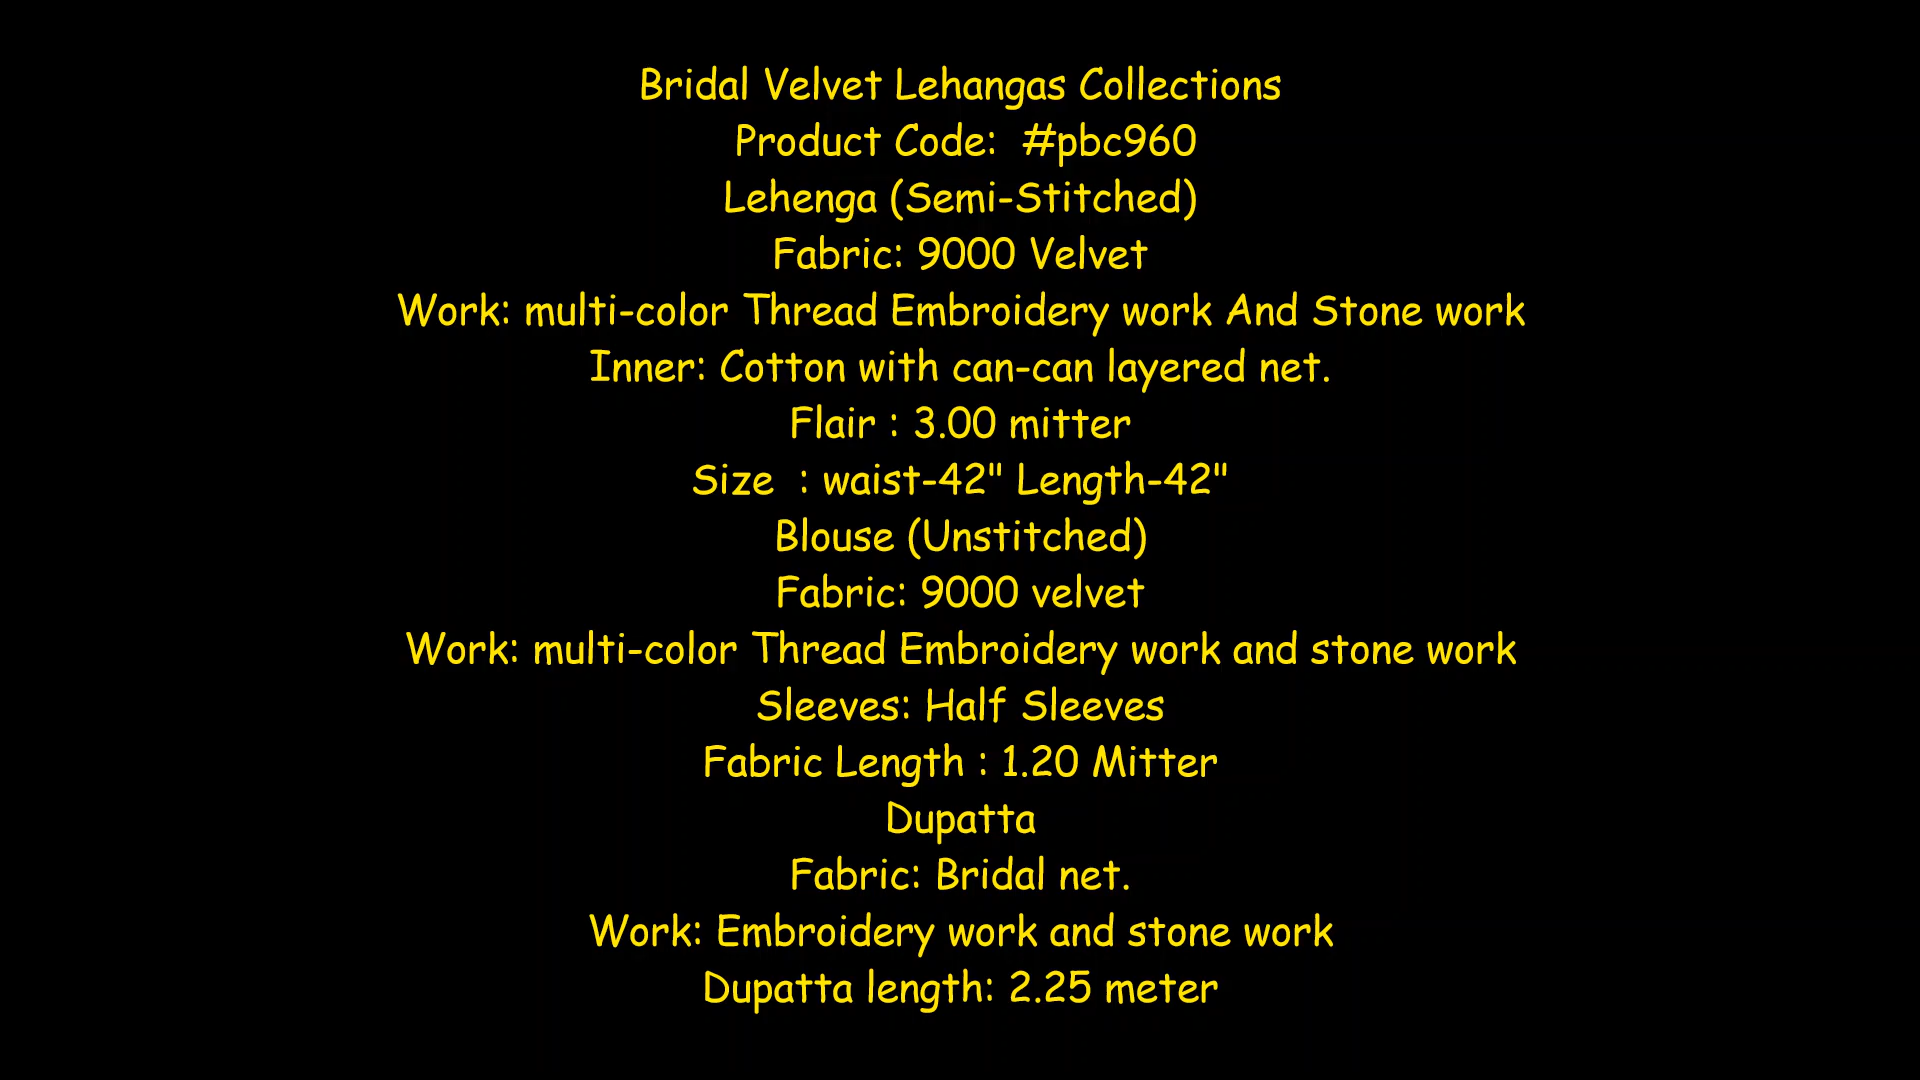 Bridal Velvet Lehangas Collections
Product Code:  #pbc960
Lehenga (Semi-Stitched)
Fabric: 9000 Velvet
Work: multi-color Thread Embroidery work And Stone work
Inner: Cotton with can-can layered net.
Flair : 3.00 mitter
Size  : waist-42" Length-42"
Blouse (Unstitched)
Fabric: 9000 velvet
Work: multi-color Thread Embroidery work and stone work
Sleeves: Half Sleeves
Fabric Length : 1.20 Mitter
Dupatta
Fabric: Bridal net.
Work: Embroidery work and stone work
Dupatta length: 2.25 meter